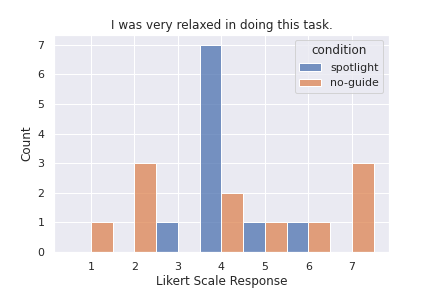 I was very relaxed in doing this task.
condition
spotlight
no-guide
7
6
5
4
3
2
1
0
Count
1 2 3 4 5 6 7
Likert Scale Response